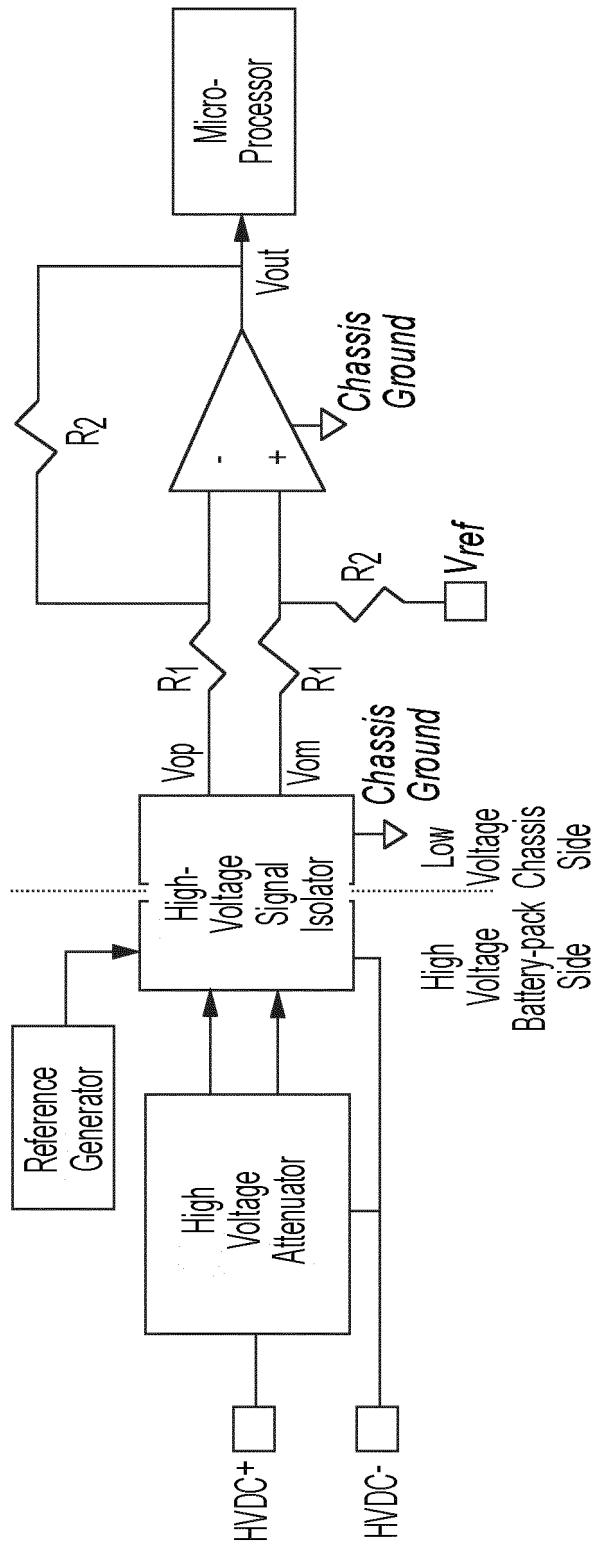 HVDC+
HVDC-
Reference
Generator
High
Voltage
Attenuator
High-
Voltage
Signal
Isolator
High
Voltage
Battery-pack
Side
Low
Voltage
Chassis
Side
Chassis
Ground
Vop
Vom
R1
R1
R2
Vref
R2
-
+
Chassis
Ground
Vout
Micro-
Processor